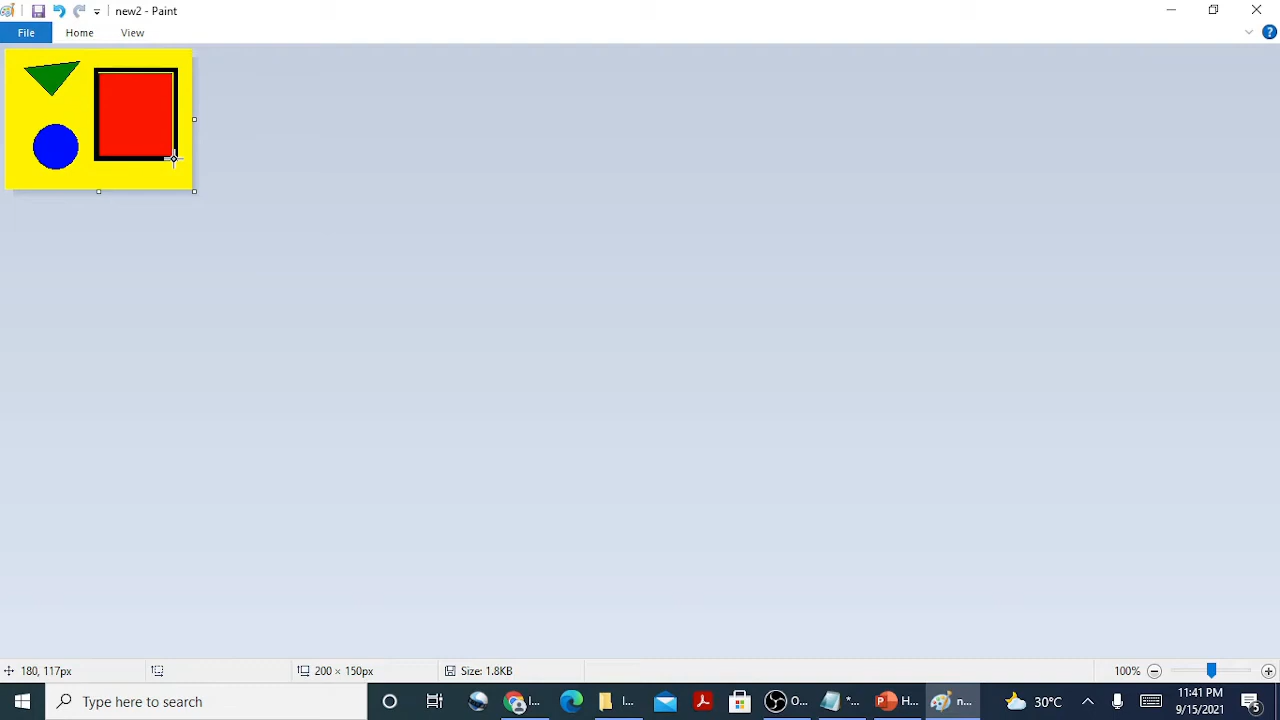 new2 - Paint
File Home View
180, 117px 200 × 150px Size: 1.8KB 100%
Type here to search I... I... O... *... H... n... 30°C 11:41 PM
9/15/2021 5